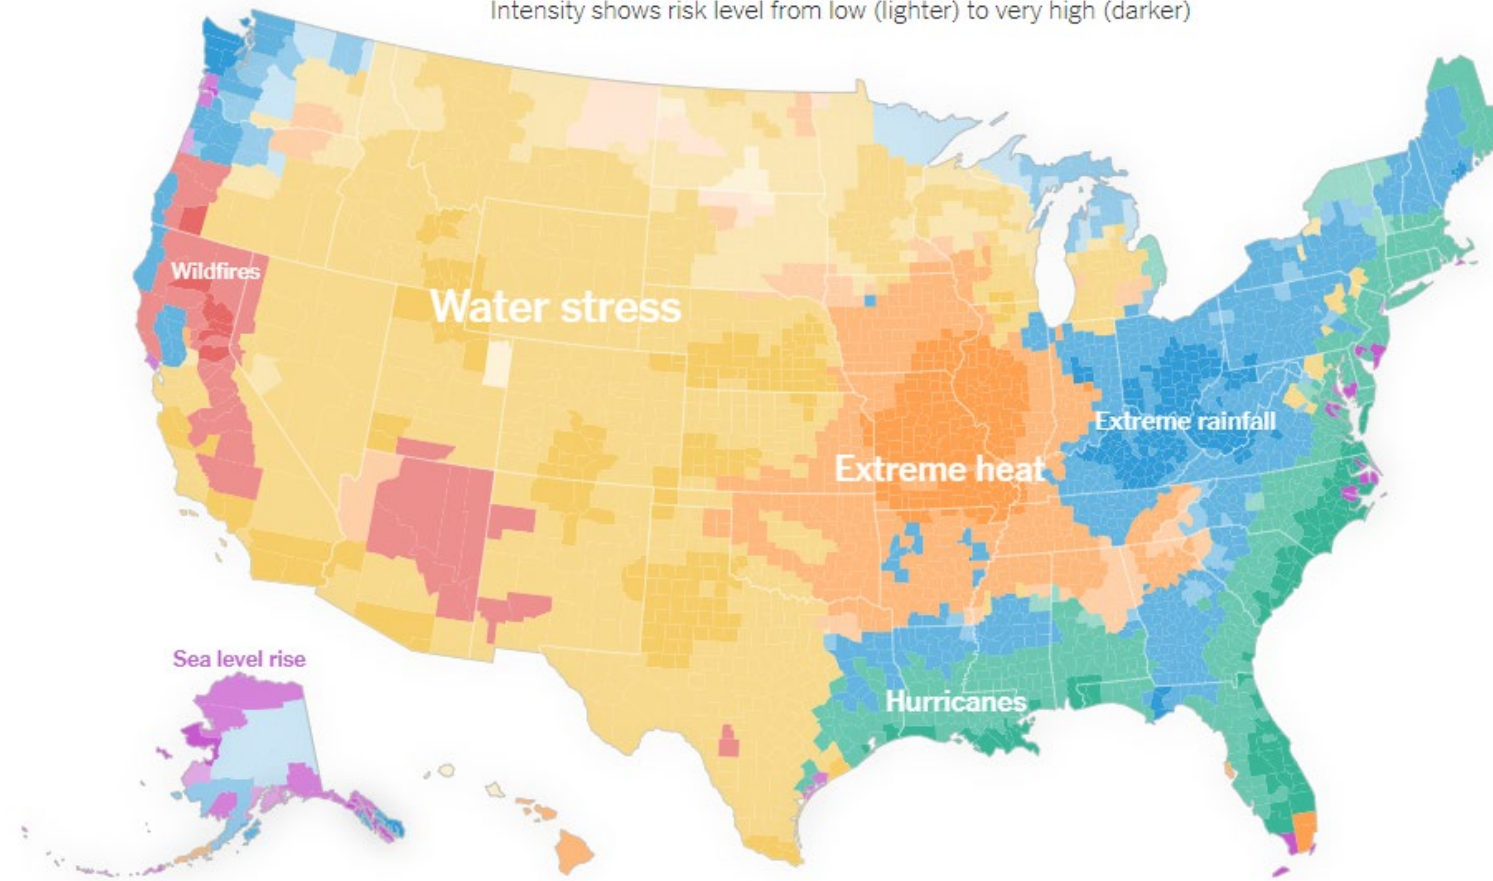 Intensity shows risk level from low (lighter) to very high (darker)
Wildfires
Water stress
Extreme rainfall
Extreme heat
Sea level rise
Hurricanes